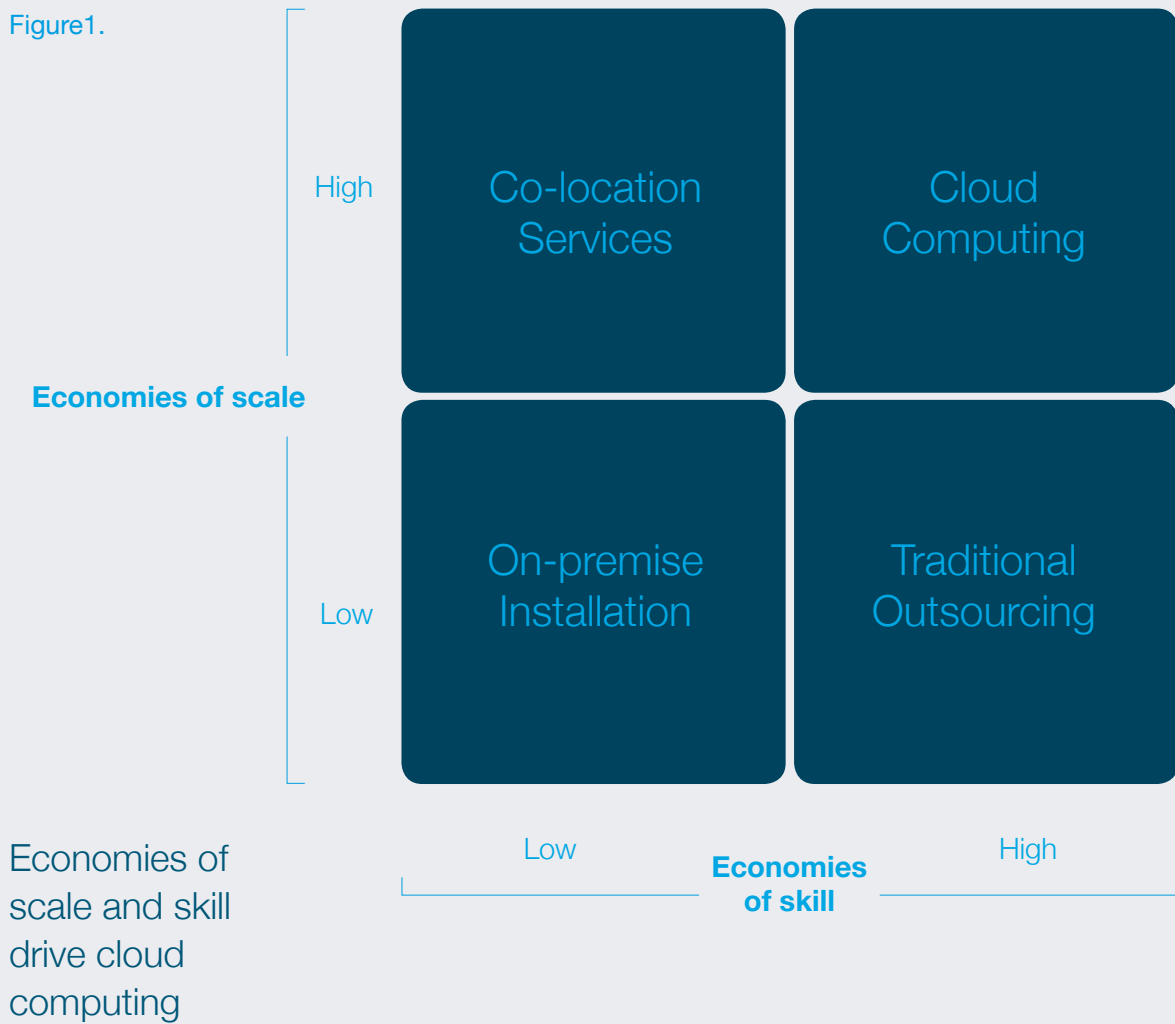 Figure1.
High
Co-location
Services
Cloud
Computing
Economies of scale
Low
On-premise
Installation
Traditional
Outsourcing
Low
Economies
of skill
High
Economies of
scale and skill
drive cloud
computing